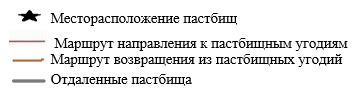 Месторасположение пастбищ
Маршрут направления к пастбищным угодиям
Маршрут возвращения из пастбищных угодий
Отдаленные пастбища